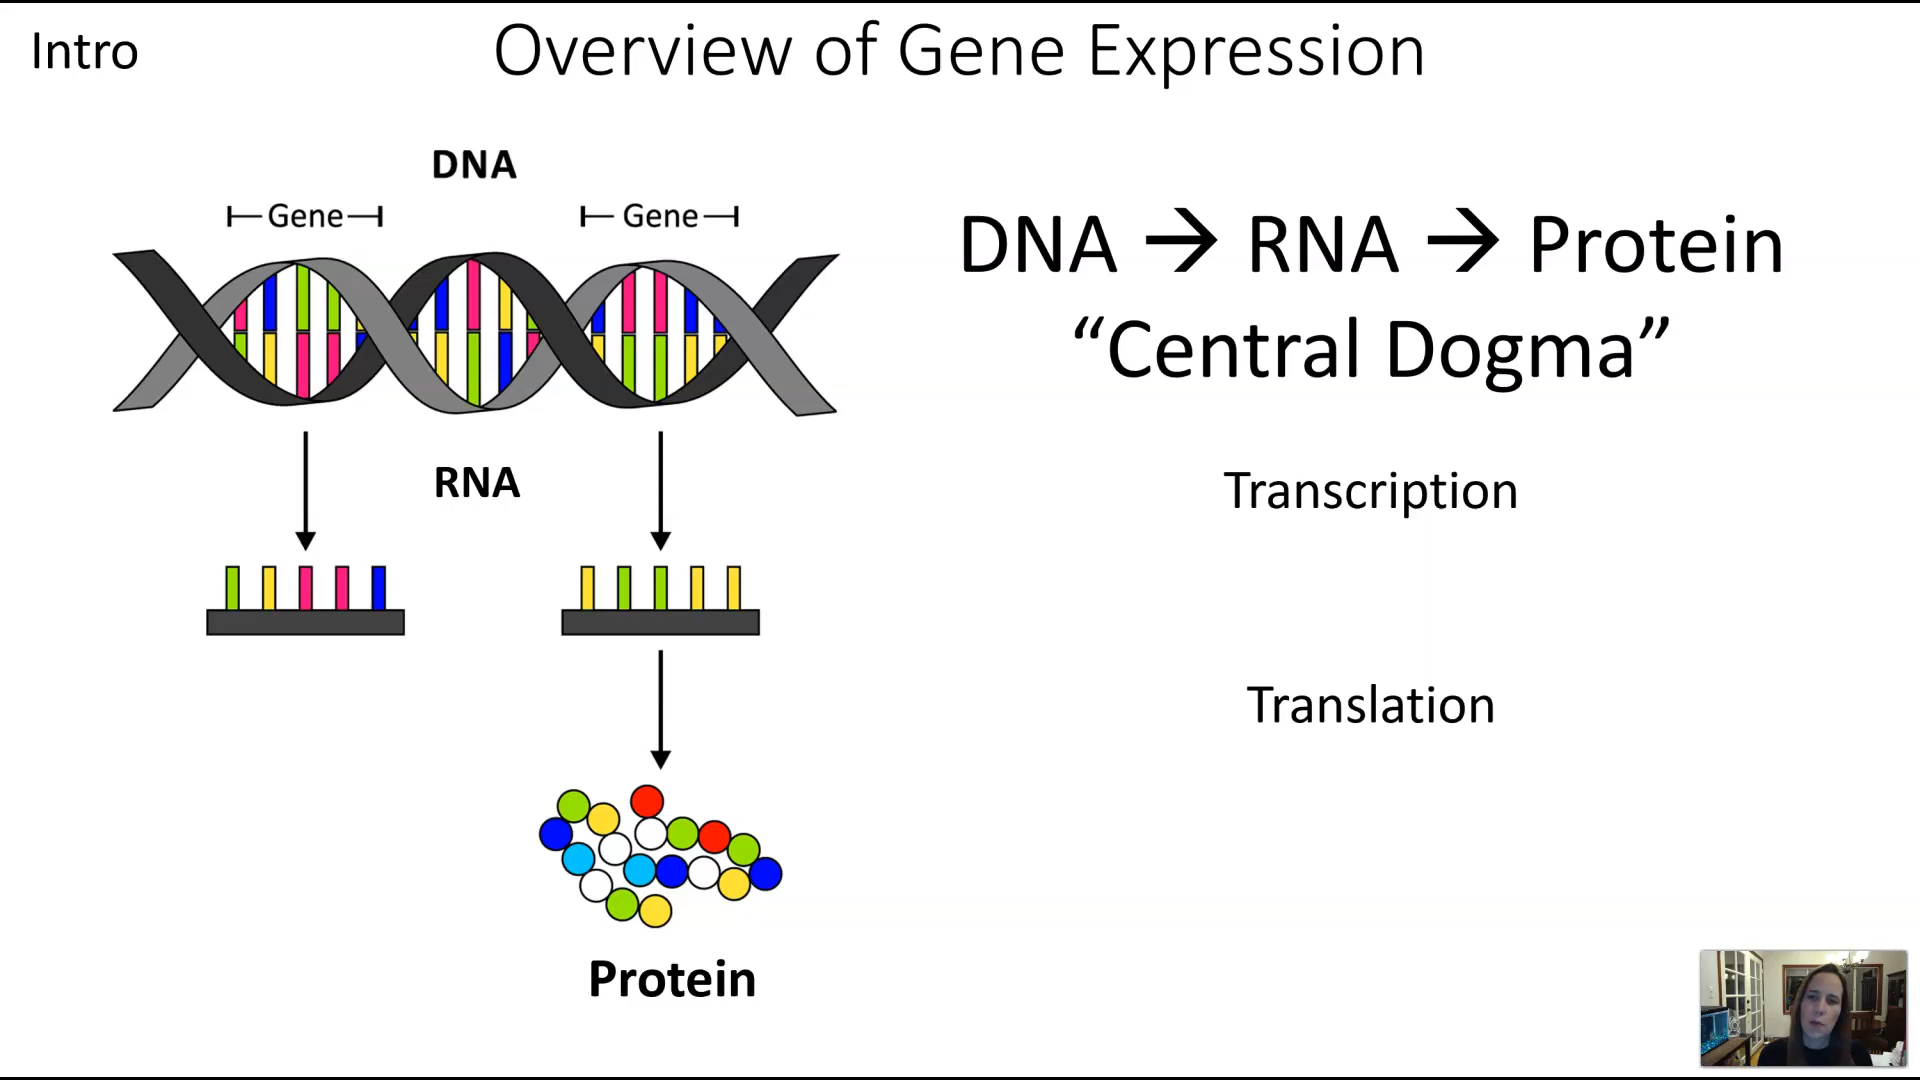 Intro
Overview of Gene Expression
DNA
Gene
Gene
RNA
Protein
DNA → RNA → Protein
“Central Dogma”
Transcription
Translation